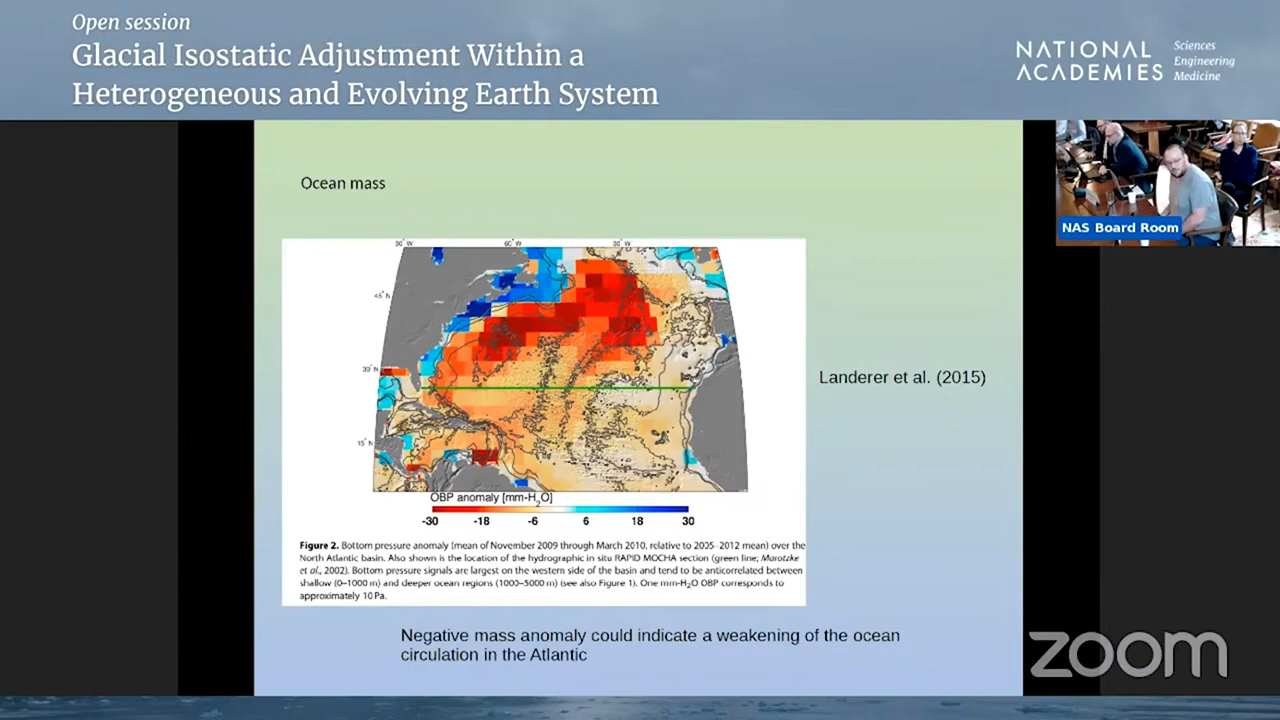 Open session
Glacial Isostatic Adjustment Within a
Heterogeneous and Evolving Earth System
NATIONAL
ACADEMIES
Sciences
Engineering
Medicine
NAS Board Room
Ocean mass
90° W
60° W
30° W
45° N
30° N
15° N
Landerer et al. (2015)
OBP anomaly [mm-H2O]
-30 -18 -6 6 18 30
Figure 2. Bottom pressure anomaly (mean of November 2009 through March 2010, relative to 2005–2012 mean) over the
North Atlantic basin. Also shown is the location of the hydrographic in situ RAPID MOCHA section (green line; Marotzke
et al., 2002). Bottom pressure signals are largest on the western side of the basin and tend to be anticorrelated between
shallow (0–1000 m) and deeper ocean regions (1000–5000 m) (see also Figure 1). One mm-H2O OBP corresponds to
approximately 10 Pa.
Negative mass anomaly could indicate a weakening of the ocean
circulation in the Atlantic
zoom